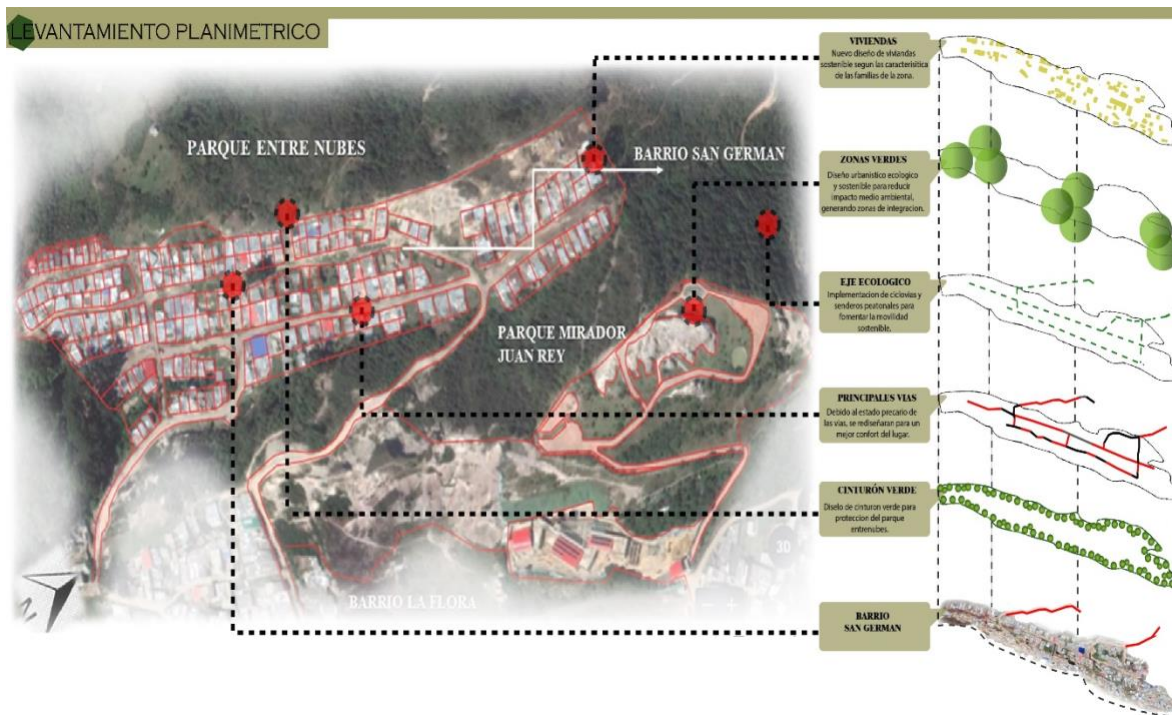 LEVANTAMIENTO PLANIMETRICO
PARQUE ENTRE NUBES
BARRIO SAN GERMAN
PARQUE MIRADOR
JUAN REY
BARRIO LA FLORA
3D
VIVIENDAS
Nuevo diseño de viviandas
sostenible segun las caracterisitica
de las familias de la zona.
ZONAS VERDES
Diseño urbanistico ecologico
y sostenible para reducir
impacto medio ambiental,
generando zonas de integracion.
EJE ECOLOGICO
Implementacion de ciclovias y
senderos peatonales para
fomentar la movilidad
sostenible.
PRINCIPALES VIAS
Debido al estado precario de
las vias, se rediseñaran para un
mejor confort del lugar.
CINTURÓN VERDE
Diseño de cinturon verde para
proteccion del parque
entrenubes.
BARRIO
SAN GERMAN